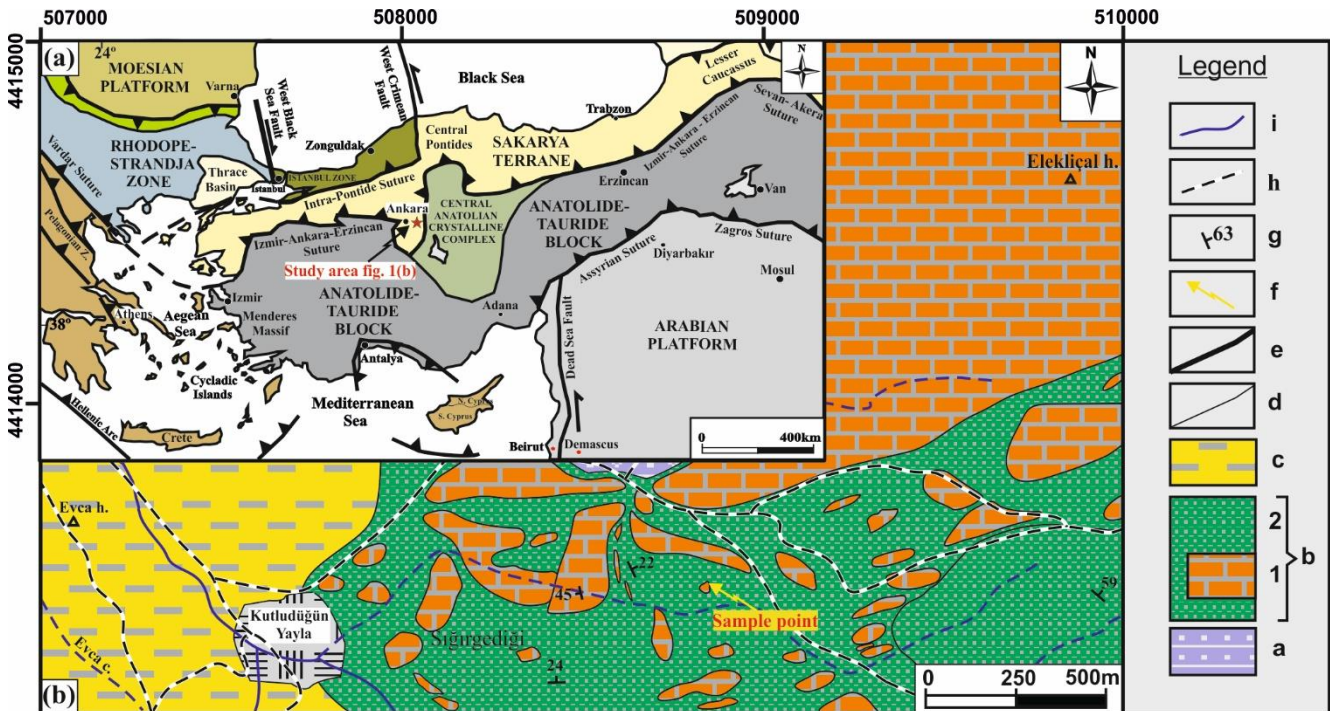 507000
508000
509000
510000
4415000
4414000
(a)
24°
MOESIAN
PLATFORM
Varna
West Black
Sea Fault
West Crimean
Fault
Black Sea
Lesser
Caucassus
N
Trabzon
Sevan- Akera
Suture
Vardar Suture
RHODOPE-
STRANDJA
ZONE
Zonguldak
Central
Pontides
SAKARYA
TERRANE
Izmir-Ankara - Erzincan
Suture
Thrace
Basin
Istanbul
ISTANBUL ZONE
Intra-Pontide Suture
Erzincan
Van
Pelagonian Z.
Ankara
CENTRAL
ANATOLIAN
CRYSTALLINE
COMPLEX
ANATOLIDE-
TAURIDE
BLOCK
Izmir-Ankara-Erzincan
Suture
Assyrian Suture
Zagros Suture
Diyarbakır
Mosul
Study area fig. 1(b)
Izmir
ANATOLIDE-
TAURIDE
BLOCK
Adana
Athens
Aegean
Sea
Menderes
Massif
38°
Antalya
Dead Sea Fault
ARABIAN
PLATFORM
Cycladic
Islands
Mediterranean
Sea
S. Cyprus
S. Cyprus
Hellenic Arc
Crete
Beirut
Demascus
0 400km
N
Elekliçal h.
Evca h.
Kutludüğün
Yayla
Evca c.
Sığırgediği
22
45
24
59
Sample point
(b)
0 250 500m
Legend
i
h
63
g
f
e
d
c
2
1
b
a